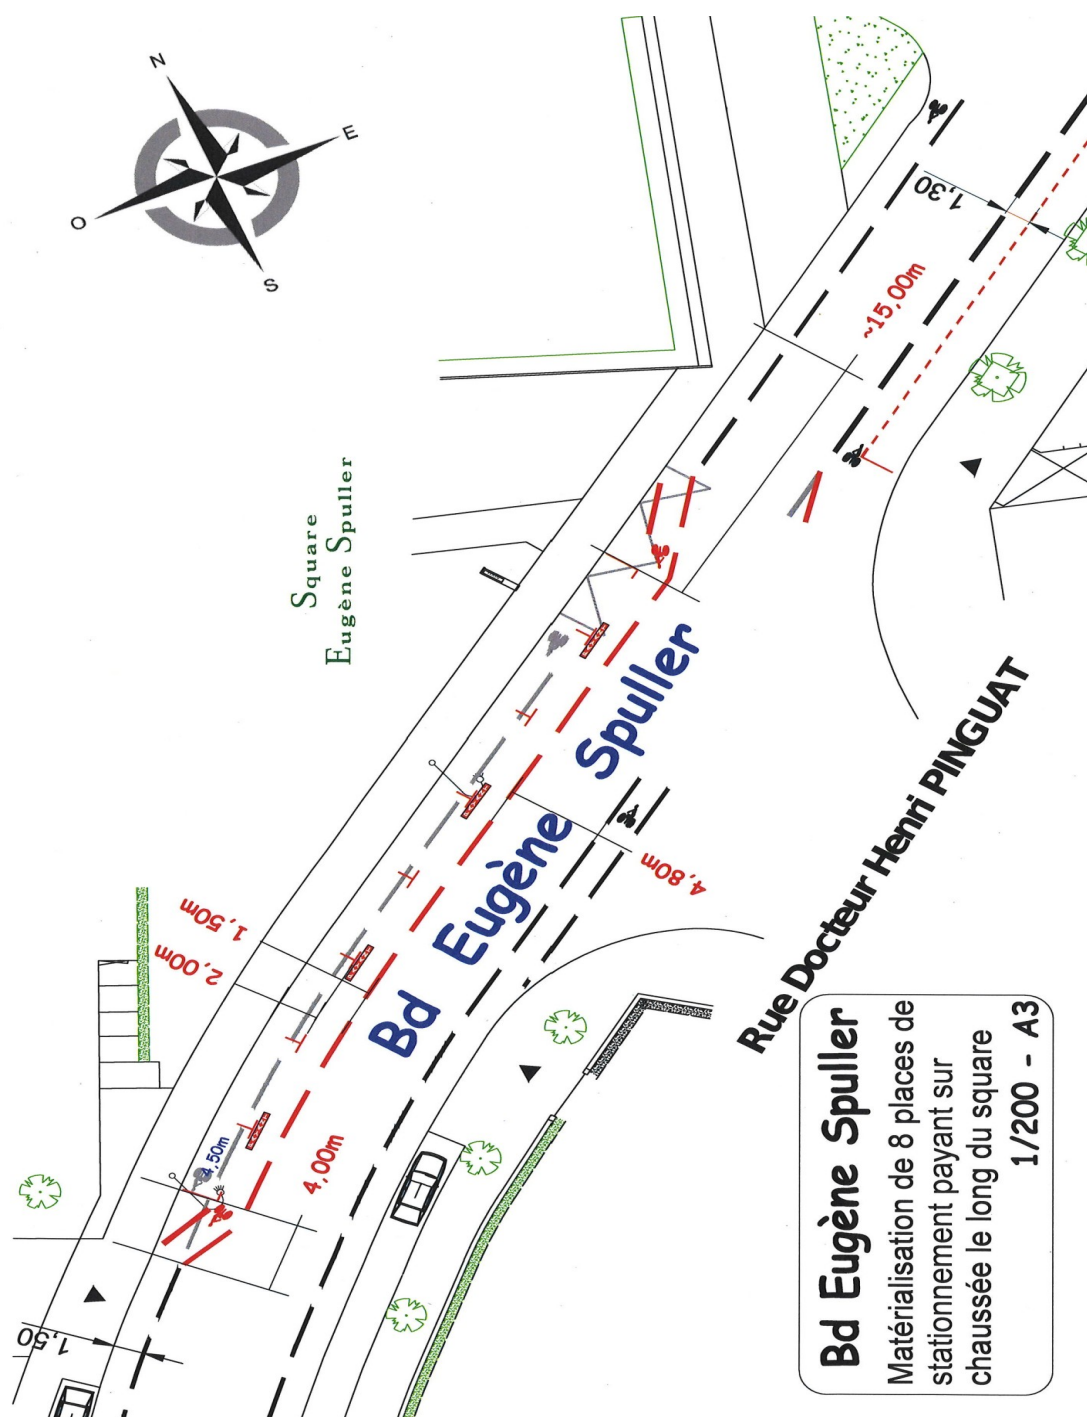 N
E
O
S
1,30
~15,00m
Square
Eugène Spuller
Bd Eugène Spuller
4,80m
1,50m
2,00m
4,50m
4,00m
1,50
Rue Docteur Henri PINGUAT
Bd Eugène Spuller
Matérialisation de 8 places de
stationnement payant sur
chaussée le long du square
1/200 - A3